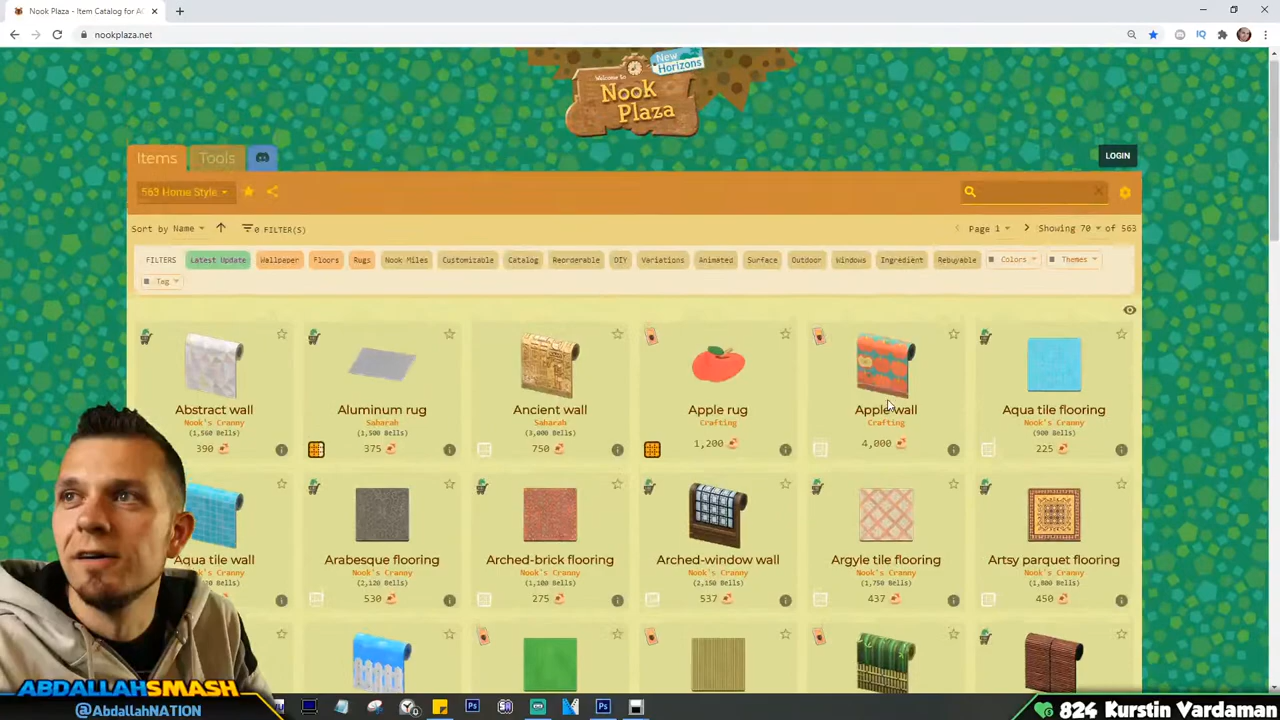 Nook Plaza - Item Catalog for A
nookplaza.net
Welcome to
Nook
Plaza
New
Horizons
Items
Tools
LOGIN
563 Home Style
Sort by Name
0 FILTER(S)
Page 1
Showing 70 of 563
FILTERS
Latest Update
Wallpaper
Floors
Rugs
Nook Miles
Customizable
Catalog
Reorderable
DIY
Variations
Animated
Surface
Outdoor
Windows
Ingredient
Rebuyable
Colors
Themes
Tag
Abstract wall
Nook's Cranny
(1,560 Bells)
390
Aluminum rug
Saharah
(1,500 Bells)
375
Ancient wall
Saharah
(3,000 Bells)
750
Apple rug
Crafting
1,200
Apple wall
Crafting
4,000
Aqua tile flooring
Nook's Cranny
(900 Bells)
225
Aqua tile wall
Arabesque flooring
Nook's Cranny
(2,120 Bells)
530
Arched-brick flooring
Nook's Cranny
(1,100 Bells)
275
Arched-window wall
Nook's Cranny
(2,150 Bells)
537
Argyle tile flooring
Nook's Cranny
(1,750 Bells)
437
Artsy parquet flooring
Nook's Cranny
(1,800 Bells)
450
ABDALLAHSMASH
@AbdallahNATION
824 Kurstin Vardaman